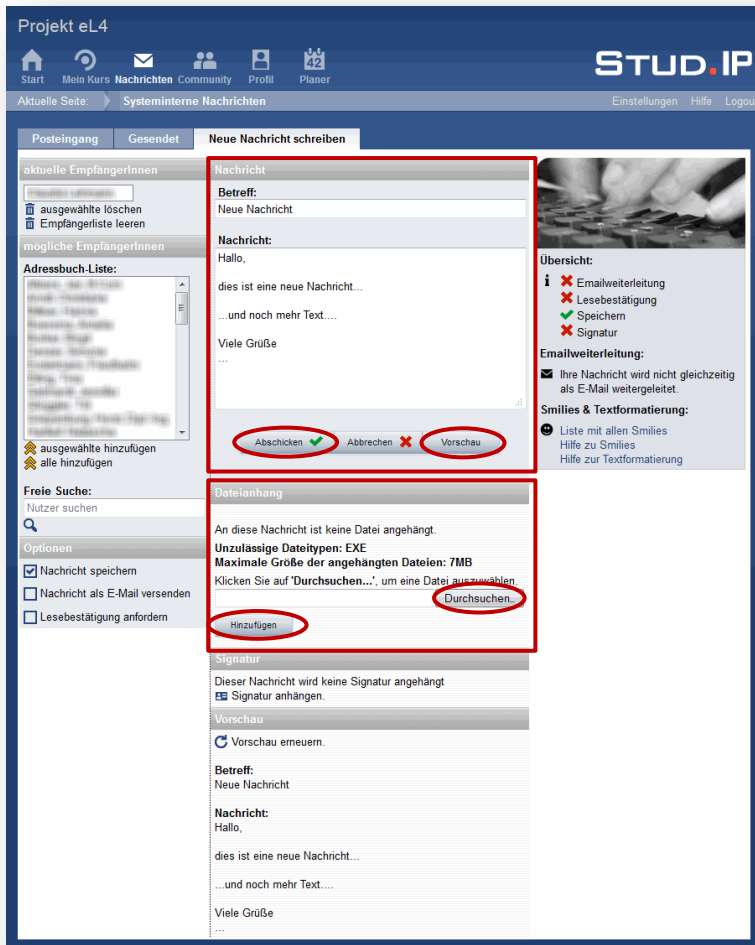 Projekt eL4
Start Mein Kurs Nachrichten Community Profil 42 Planer
STUD.IP
Aktuelle Seite: Systeminterne Nachrichten
Einstellungen Hilfe Logou
Posteingang Gesendet Neue Nachricht schreiben
aktuelle EmpfängerInnen
ausgewählte löschen
Empfängerliste leeren
mögliche EmpfängerInnen
Adressbuch-Liste:
ausgewählte hinzufügen
alle hinzufügen
Freie Suche:
Nutzer suchen
Optionen
Nachricht speichern
Nachricht als E-Mail versenden
Lesebestätigung anfordern
Nachricht
Betreff:
Neue Nachricht
Nachricht:
Hallo,
dies ist eine neue Nachricht...
...und noch mehr Text....
Viele Grüße
...
Abschicken Abbrechen Vorschau
Dateianhang
An diese Nachricht ist keine Datei angehängt.
Unzulässige Dateitypen: EXE
Maximale Größe der angehängten Dateien: 7MB
Klicken Sie auf 'Durchsuchen...', um eine Datei auszuwählen.
Durchsuchen...
Hinzufügen
Signatur
Dieser Nachricht wird keine Signatur angehängt
Signatur anhängen.
Vorschau
Vorschau erneuern.
Betreff:
Neue Nachricht
Nachricht:
Hallo,
dies ist eine neue Nachricht...
...und noch mehr Text....
Viele Grüße
...
Übersicht:
Emailweiterleitung
Lesebestätigung
Speichern
Signatur
Emailweiterleitung:
Ihre Nachricht wird nicht gleichzeitig
als E-Mail weitergeleitet.
Smilies & Textformatierung:
Liste mit allen Smilies
Hilfe zu Smilies
Hilfe zur Textformatierung